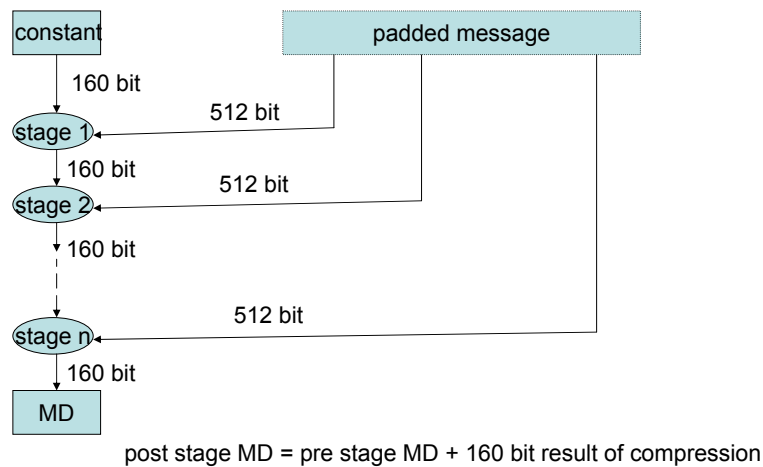 constant
padded message
160 bit
512 bit
stage 1
160 bit
512 bit
stage 2
160 bit
512 bit
stage n
160 bit
MD
post stage MD = pre stage MD + 160 bit result of compression